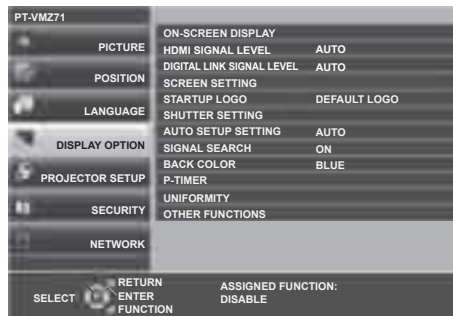 PT-VMZ71
PICTURE
POSITION
LANGUAGE
DISPLAY OPTION
PROJECTOR SETUP
SECURITY
NETWORK
ON-SCREEN DISPLAY
HDMI SIGNAL LEVEL AUTO
DIGITAL LINK SIGNAL LEVEL AUTO
SCREEN SETTING
STARTUP LOGO DEFAULT LOGO
SHUTTER SETTING
AUTO SETUP SETTING AUTO
SIGNAL SEARCH ON
BACK COLOR BLUE
P-TIMER
UNIFORMITY
OTHER FUNCTIONS
SELECT
RETURN
ENTER
FUNCTION
ASSIGNED FUNCTION:
DISABLE